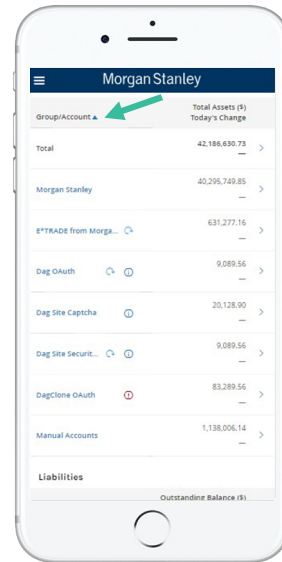 Morgan Stanley
Group/Account
Total Assets ($)
Today's Change
Total
42,186,630.73
—
Morgan Stanley
40,295,749.85
—
E*TRADE from Morga...
631,277.16
—
Dag OAuth
9,089.56
—
Dag Site Captcha
20,128.90
—
Dag Site Securit...
9,089.56
—
DagClone OAuth
83,289.56
—
Manual Accounts
1,138,006.14
—
Liabilities
Outstanding Balance ($)